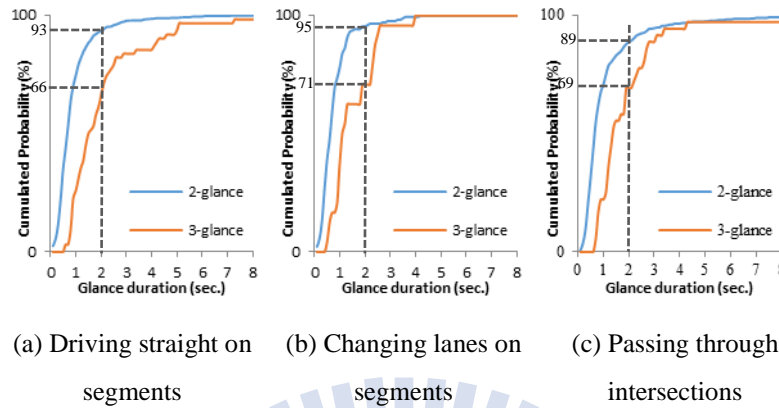 100
93
66
0
Cumulated Probability(%)
2-glance
3-glance
0 1 2 3 4 5 6 7 8
Glance duration (sec.)
100
95
71
0
Cumulated Probability(%)
2-glance
3-glance
0 1 2 3 4 5 6 7 8
Glance duration (sec.)
100
89
69
0
Cumulated Probability(%)
2-glance
3-glance
0 1 2 3 4 5 6 7 8
Glance duration (sec.)
(a) Driving straight on
segments
(b) Changing lanes on
segments
(c) Passing through
intersections